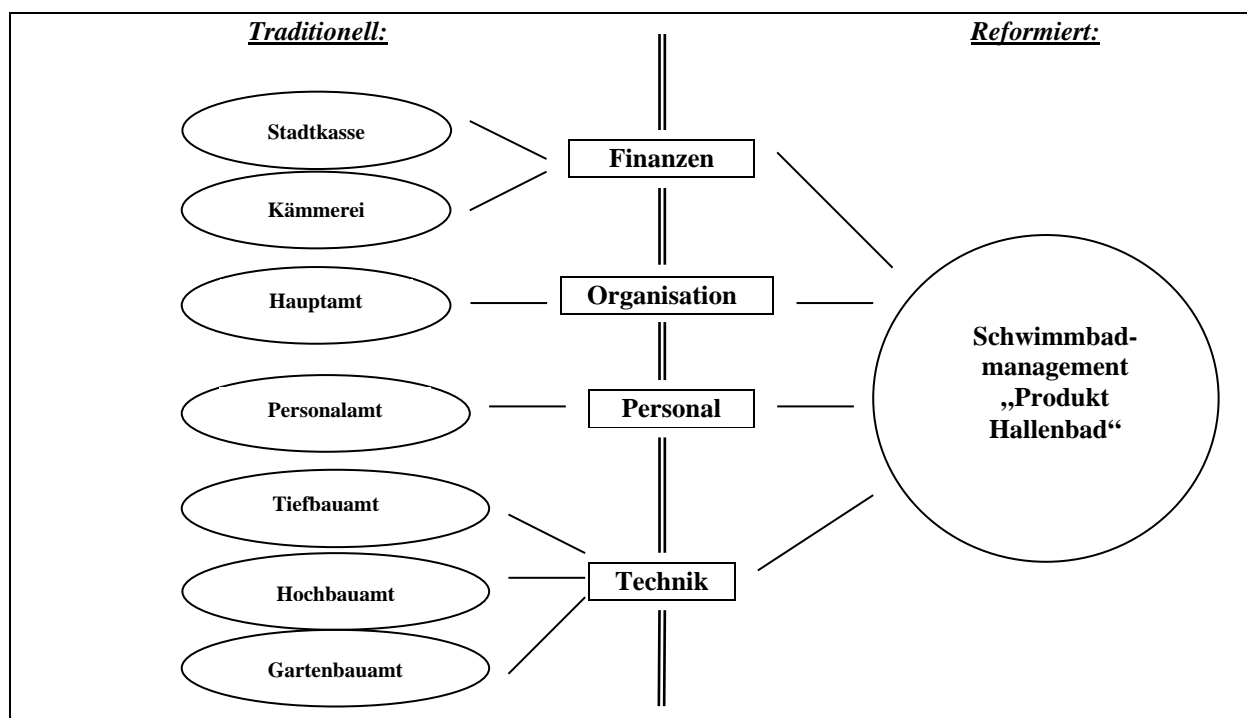 Traditionell:
Reformiert:
Stadtkasse
Finanzen
Kämmerei
Hauptamt
Organisation
Personalamt
Personal
Schwimmbad-
management
„Produkt
Hallenbad“
Tiefbauamt
Hochbauamt
Technik
Gartenbauamt